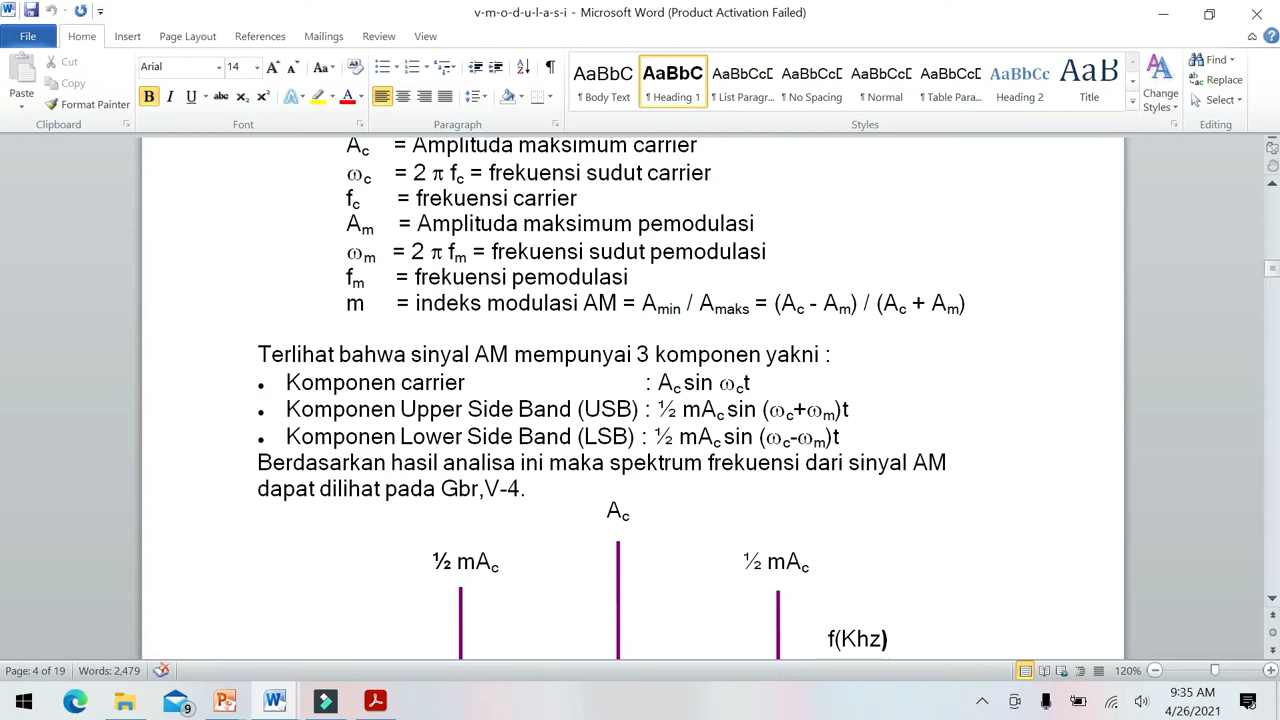 v-m-o-d-u-l-a-s-i - Microsoft Word (Product Activation Failed)
File Home Insert Page Layout References Mailings Review View
Paste
Cut
Copy
Format Painter
Clipboard
Arial 14
Font
Paragraph
AaBbC AaBbC AaBbCcD AaBbCcD AaBbCcD AaBbCcD AaBbCc AaB
¶ Body Text ¶ Heading 1 ¶ List Paragr... ¶ No Spacing ¶ Normal ¶ Table Para... Heading 2 Title
Styles
Change Styles
Find
Replace
Select
Editing
Ac = Amplituda maksimum carrier
ωc = 2 π fc = frekuensi sudut carrier
fc = frekuensi carrier
Am = Amplituda maksimum pemodulasi
ωm = 2 π fm = frekuensi sudut pemodulasi
fm = frekuensi pemodulasi
m = indeks modulasi AM = Amin / Amaks = (Ac - Am) / (Ac + Am)
Terlihat bahwa sinyal AM mempunyai 3 komponen yakni :
• Komponen carrier : Ac sin ωct
• Komponen Upper Side Band (USB) : ½ mAc sin (ωc+ωm)t
• Komponen Lower Side Band (LSB) : ½ mAc sin (ωc-ωm)t
Berdasarkan hasil analisa ini maka spektrum frekuensi dari sinyal AM
dapat dilihat pada Gbr,V-4.
Ac
½ mAc ½ mAc
f(Khz)
Page: 4 of 19 Words: 2,479 120%
9
9:35 AM
4/26/2021